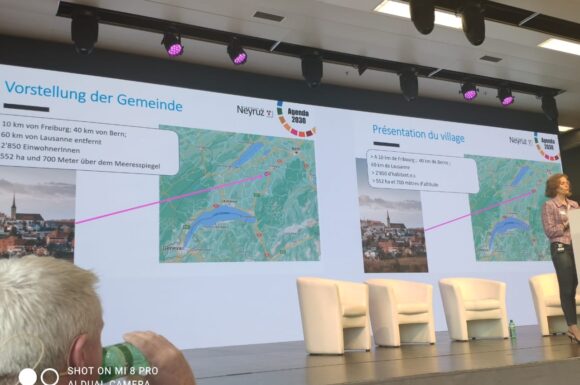 Vorstellung der Gemeinde
Neyruz
Agenda
2030
10 km von Freiburg; 40 km von Bern;
60 km von Lausanne entfernt
2'850 EinwohnerInnen
552 ha und 700 Meter über dem Meeresspiegel
Présentation du village
Neyruz
Agenda
2030
> A 10 km de Fribourg , 40 km de Berne ;
60 km de Lausanne
> 2'850 d'habitant.e.s
> 552 ha et 700 mètres d'altitude
SHOT ON MI 8 PRO
AI DUAL CAMERA